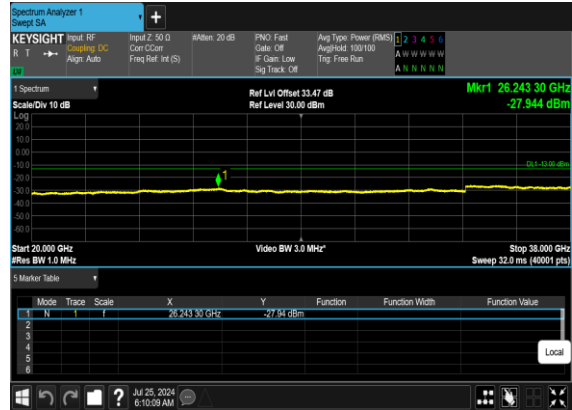 Spectrum Analyzer 1
Swept SA
+
KEYSIGHT Input: RF Input Z: 50 Ω #Atten: 20 dB PNO: Fast Avg Type: Power (RMS) 1 2 3 4 5 6
R T Coupling: DC Corr CCorr Gate: Off Avg|Hold: 100/100 A W W W W W
Align: Auto Freq Ref: Int (S) IF Gain: Low Trig: Free Run
Sig Track: Off A N N N N N
LW
1 Spectrum Ref Lvl Offset 33.47 dB Mkr1 26.243 30 GHz
Scale/Div 10 dB Ref Level 30.00 dBm -27.944 dBm
Log
20.0
10.0
0.00
-10.0 DL1 -13.00 dBm
1
-20.0
-30.0
-40.0
-50.0
-60.0
Start 20.000 GHz Video BW 3.0 MHz* Stop 38.000 GHz
#Res BW 1.0 MHz Sweep 32.0 ms (40001 pts)
5 Marker Table
Mode Trace Scale X Y Function Function Width Function Value
1 N 1 f 26.243 30 GHz -27.94 dBm
2
3
4
5
6
Local
? Jul 25, 2024
6:10:09 AM